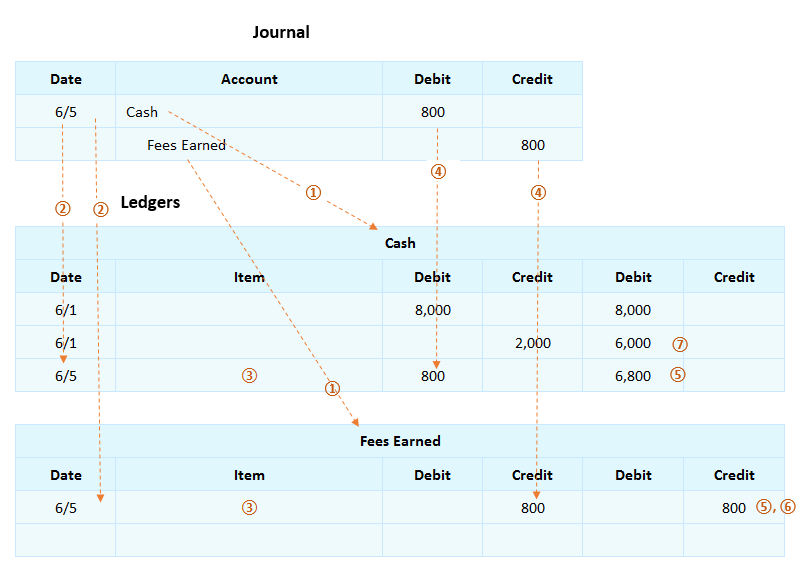 Journal
Date Account Debit Credit
6/5 Cash 800
Fees Earned 800
④
① ④
② ② Ledgers
Cash
Date Item Debit Credit Debit Credit
6/1 8,000 8,000
6/1 2,000 6,000 ⑦
6/5 ③ 800 6,800 ⑤
①
Fees Earned
Date Item Debit Credit Debit Credit
6/5 ③ 800 800 ⑤, ⑥